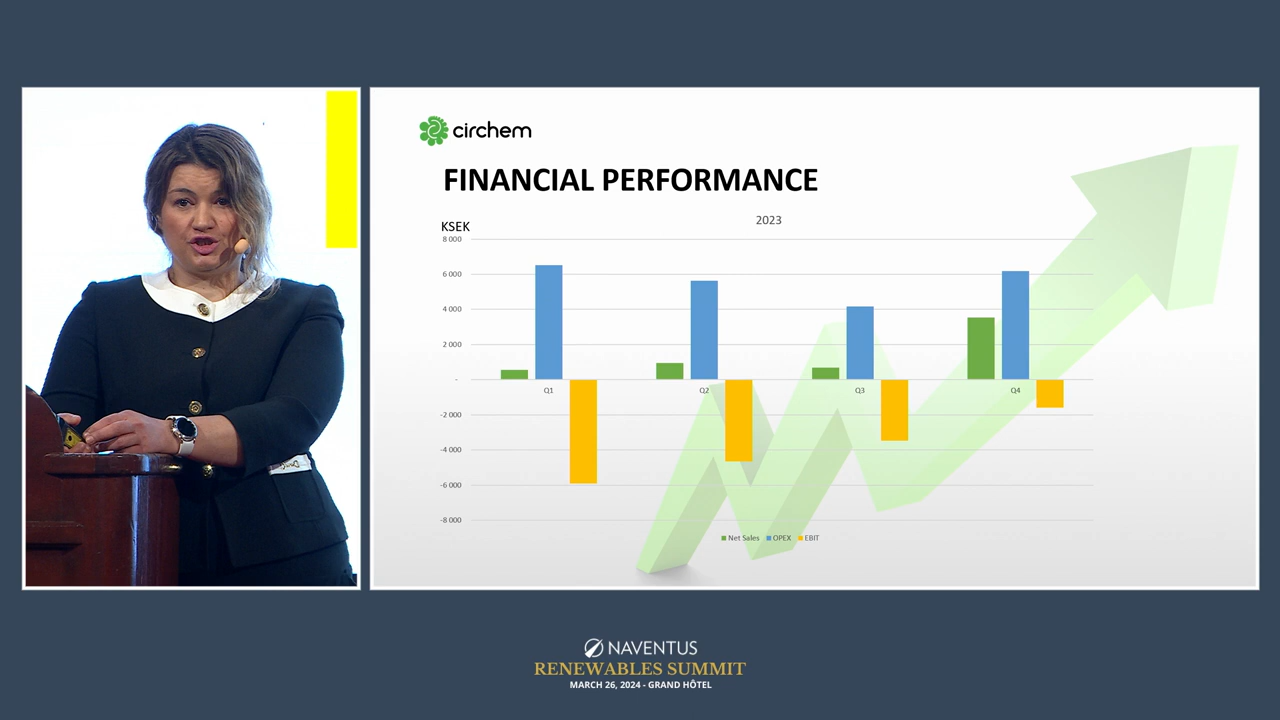 circhem
FINANCIAL PERFORMANCE
2023
KSEK
8 000
6 000
4 000
2 000
-
-2 000
-4 000
-6 000
-8 000
Q1
Q2
Q3
Q4
Net Sales
OPEX
EBIT
NAVENTUS
RENEWABLES SUMMIT
MARCH 26, 2024 - GRAND HÔTEL